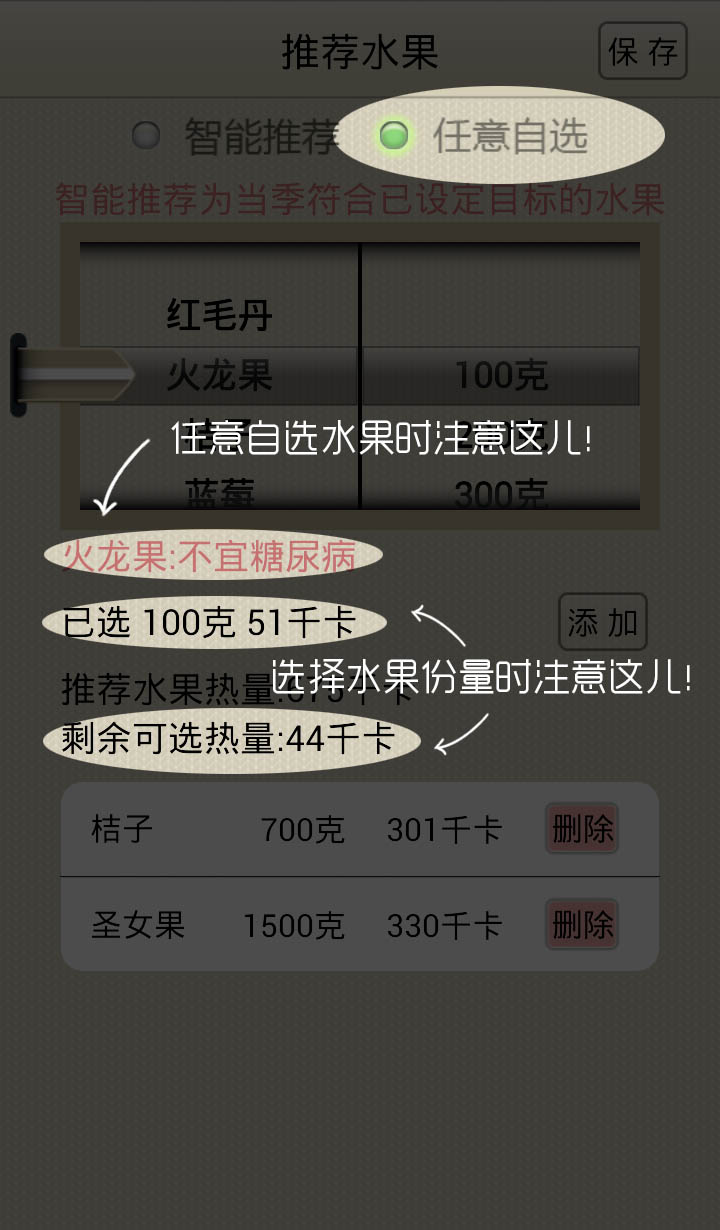 推荐水果
保存
智能推荐
任意自选
智能推荐为当季符合已设定目标的水果
红毛丹
火龙果 100克
桔子
任意自选水果时注意这儿!
蓝莓 300克
火龙果:不宜糖尿病
已选 100克 51千卡
添加
选择水果份量时注意这儿!
推荐水果热量:675千卡
剩余可选热量:44千卡
桔子 700克 301千卡 删除
圣女果 1500克 330千卡 删除